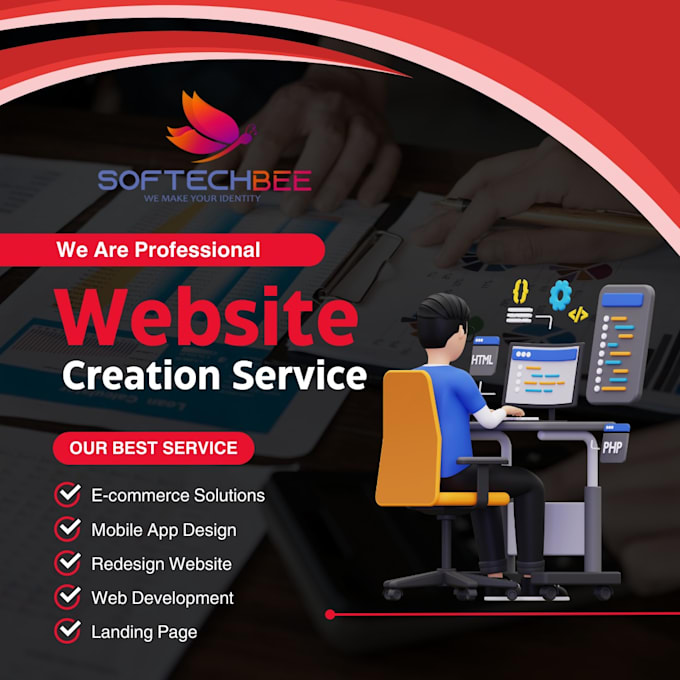 SOFTECHBEE
WE MAKE YOUR IDENTITY
We Are Professional
Website
Creation Service
OUR BEST SERVICE
E-commerce Solutions
Mobile App Design
Redesign Website
Web Development
Landing Page
{}
</>
HTML
PHP